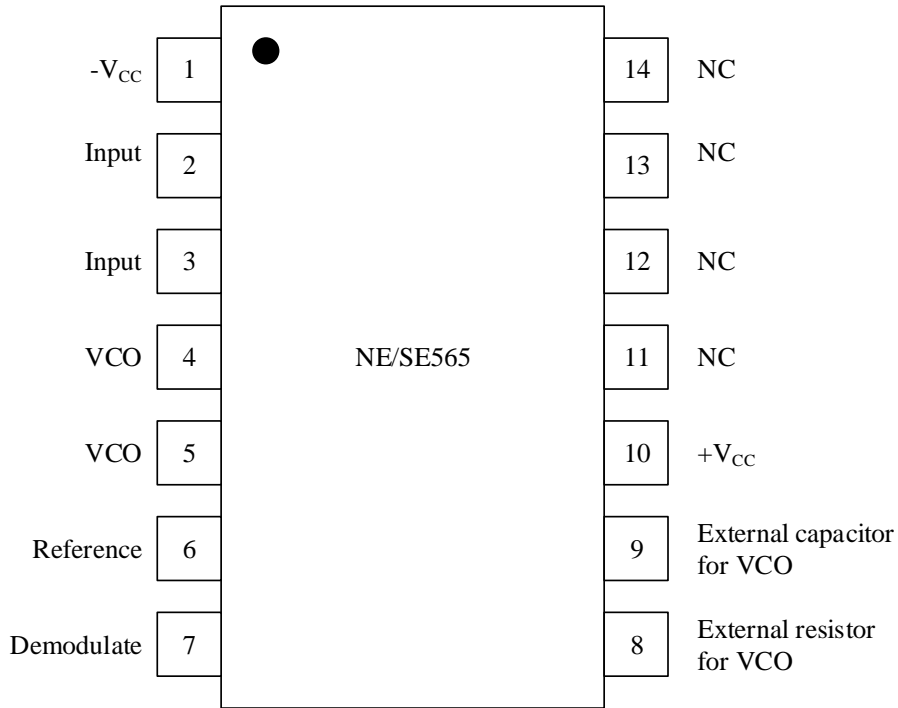 -VCC 1
14 NC
Input 2
13 NC
Input 3
12 NC
VCO 4
NE/SE565
11 NC
VCO 5
10 +VCC
Reference 6
9 External capacitor
for VCO
Demodulate 7
8 External resistor
for VCO